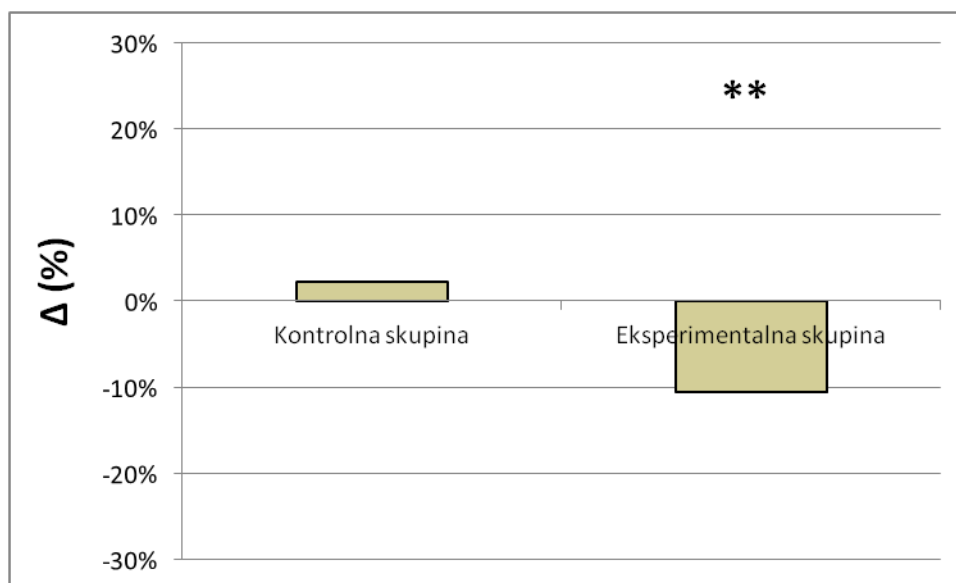 30%
**
20%
10%
0%
Kontrolna skupina
Eksperimentalna skupina
-10%
-20%
-30%
Δ (%)